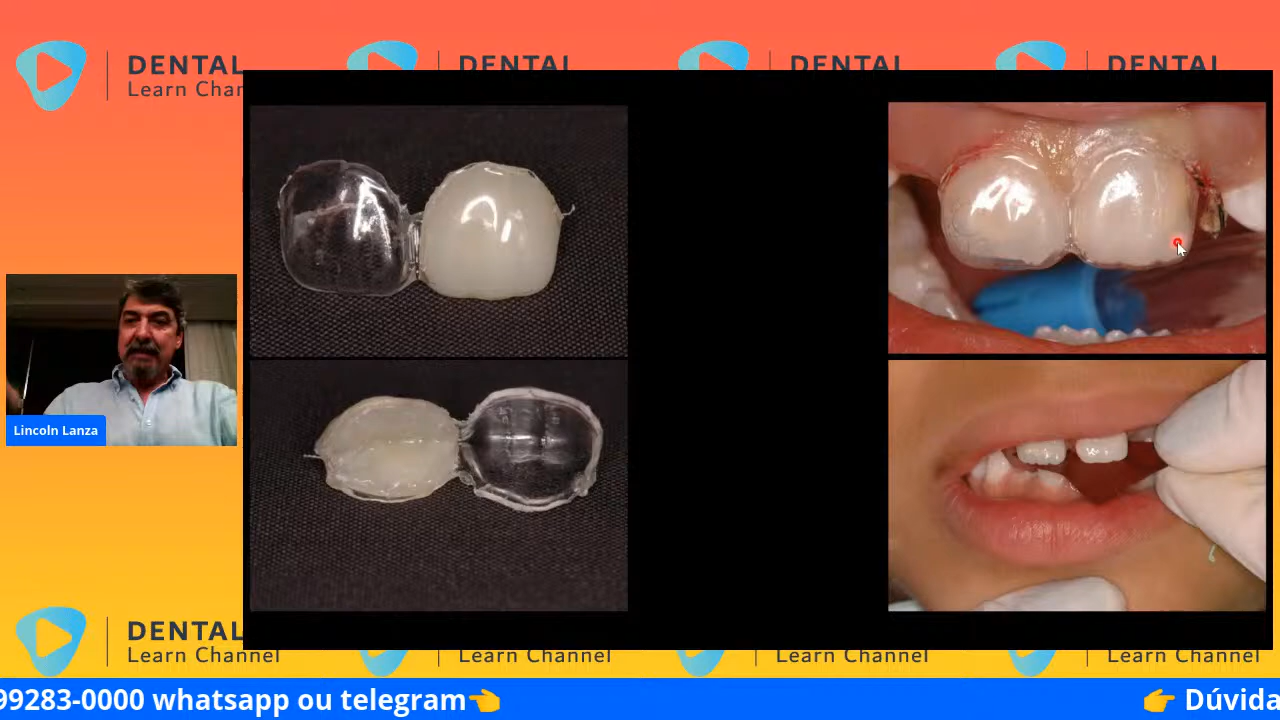 DENTAL
Learn Chan
DENTAL
DENTAL
DENTAL
Lincoln Lanza
DENTAL
Learn Channel
Learn Channel
Learn Channel
Learn Channel
99283-0000 whatsapp ou telegram👈
👉 Dúvida